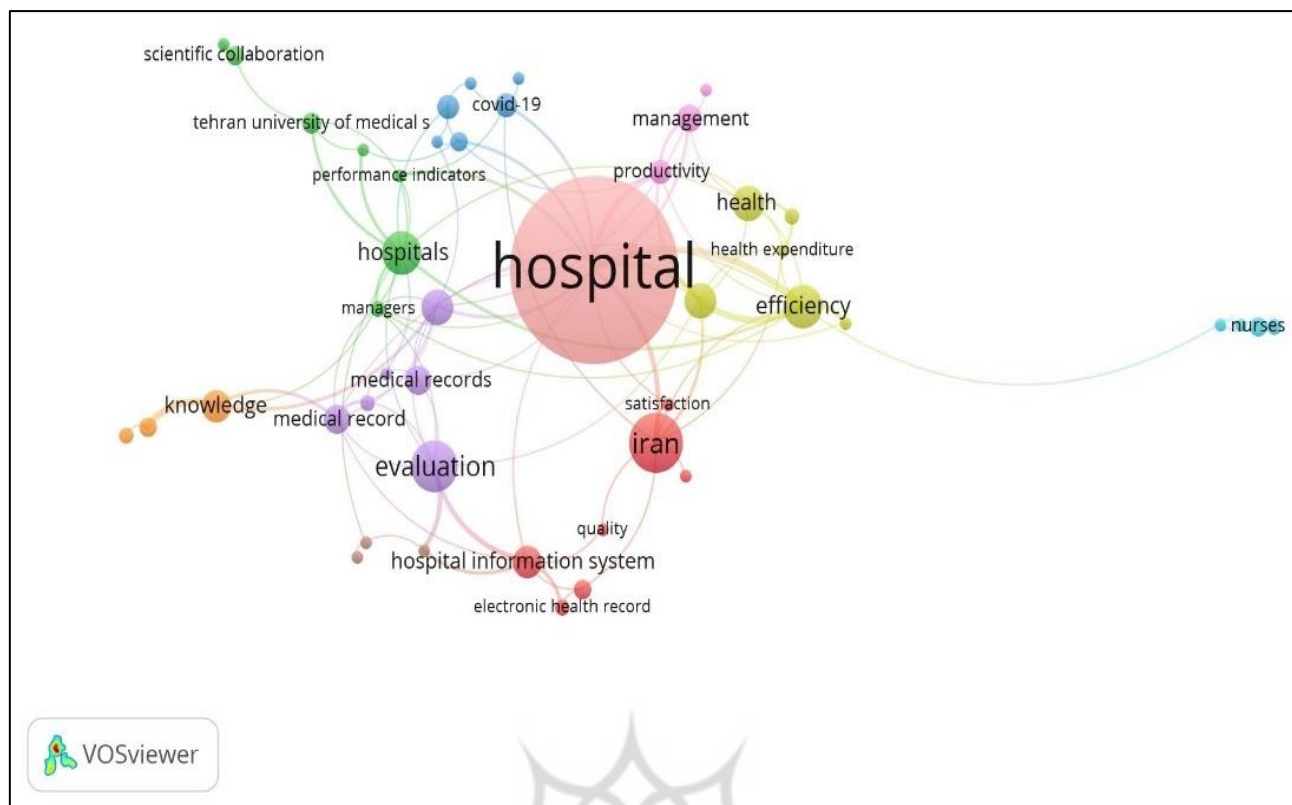 scientific collaboration
covid-19
management
tehran university of medical s
performance indicators
productivity
health
hospitals
hospital
health expenditure
managers
efficiency
nurses
medical records
knowledge
medical record
satisfaction
iran
evaluation
quality
hospital information system
electronic health record
VOSviewer